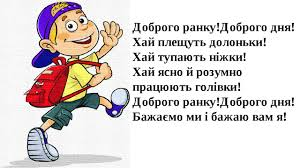 Доброго ранку!Доброго дня!
Хай плещуть долоньки!
Хай тупають ніжки!
Хай ясно й розумно
працюють голівки!
Доброго ранку!Доброго дня!
Бажаємо ми і бажаю вам я!